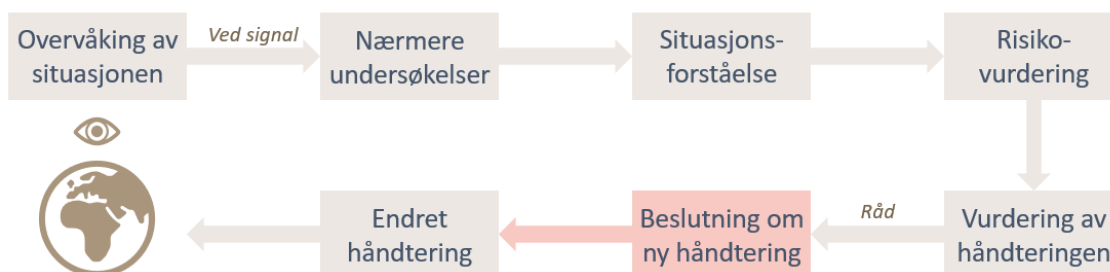 Overvåking av
situasjonen
Ved signal
Nærmere
undersøkelser
Situasjons-
forståelse
Risiko-
vurdering
Vurdering av
håndteringen
Råd
Beslutning om
ny håndtering
Endret
håndtering